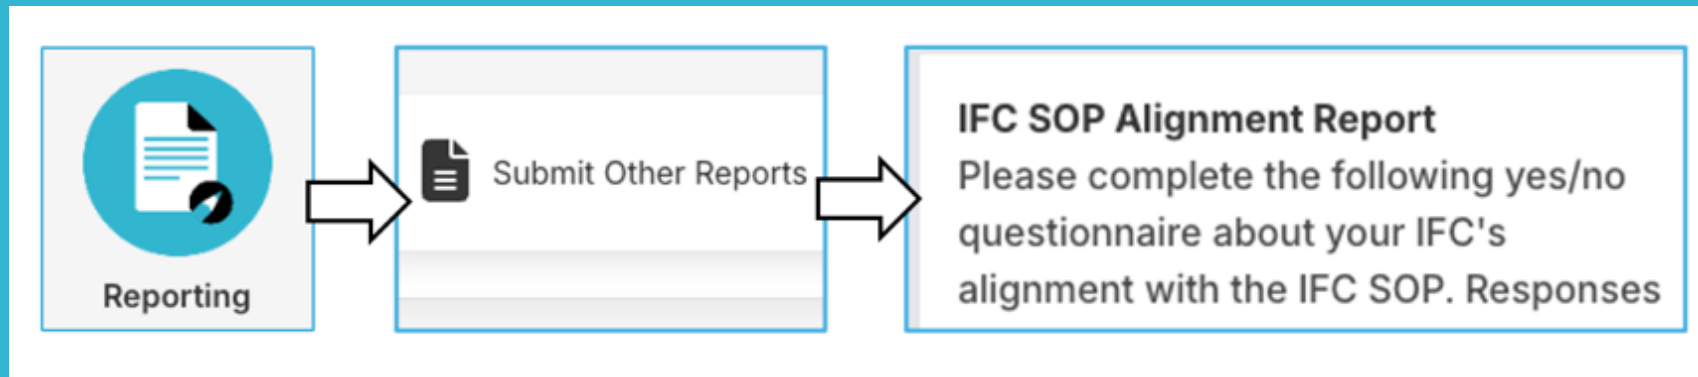 Reporting
Submit Other Reports
IFC SOP Alignment Report
Please complete the following yes/no
questionnaire about your IFC's
alignment with the IFC SOP. Responses